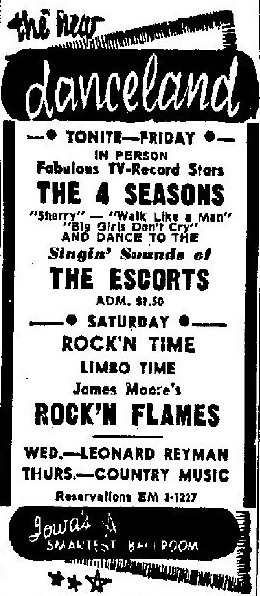 the new
danceland
TONITE—FRIDAY
IN PERSON
Fabulous TV-Record Stars
THE 4 SEASONS
"Sherry" — "Walk Like a Man"
"Big Girls Don't Cry"
AND DANCE TO THE
Singin' Sounds of
THE ESCORTS
ADM. $1.50
SATURDAY
ROCK'N TIME
LIMBO TIME
James Moore's
ROCK'N FLAMES
WED.—LEONARD REYMAN
THURS.—COUNTRY MUSIC
Reservations EM 3-1227
Iowa's
SMARTEST BALLROOM